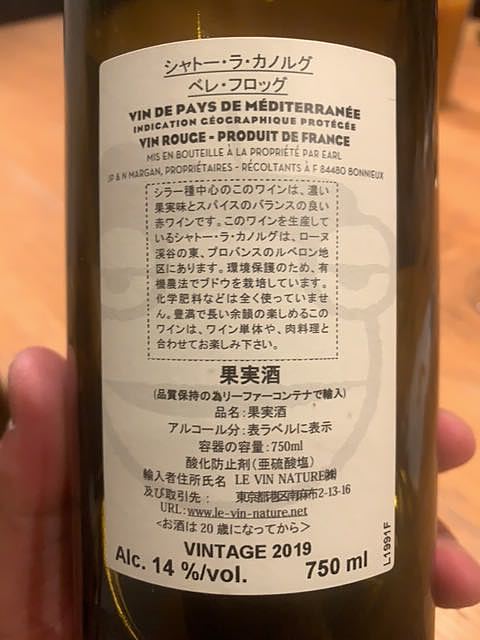 シャトー・ラ・カノルグ
ペレ・フロッグ
VIN DE PAYS DE MÉDITERRANÉE
INDICATION GÉOGRAPHIQUE PROTÉGÉE
VIN ROUGE - PRODUIT DE FRANCE
MIS EN BOUTEILLE À LA PROPRIÉTÉ PAR EARL
JP & N MARGAN, PROPRIÉTAIRES - RÉCOLTANTS À F 84480 BONNIEUX
シラー種中心のこのワインは、濃い
果実味とスパイスのバランスの良い
赤ワインです。このワインを生産して
いるシャトー・ラ・カノルグは、ローヌ
渓谷の東、プロバンスのルベロン地
区にあります。環境保護のため、有
機農法でブドウを栽培しています。
化学肥料などは全く使っていませ
ん。豊満で長い余韻の楽しめるこの
ワインは、ワイン単体や、肉料理と
合わせてお楽しみ下さい。
果実酒
(品質保持の為リーファーコンテナで輸入)
品名：果実酒
アルコール分：表ラベルに表示
容器の容量：750ml
酸化防止剤（亜硫酸塩）
輸入者住所氏名 LE VIN NATURE㈱
及び取引先： 東京都港区南麻布2-13-16
URL：www.le-vin-nature.net
<お酒は20歳になってから>
VINTAGE 2019
Alc. 14 %/vol. 750 ml
L1991F